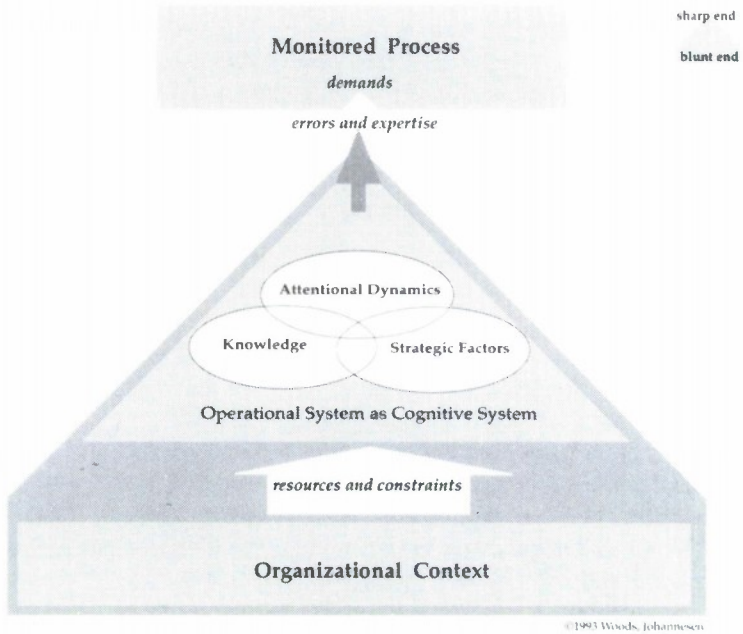 sharp end
Monitored Process
blunt end
demands
errors and expertise
Attentional Dynamics
Knowledge
Strategic Factors
Operational System as Cognitive System
resources and constraints
Organizational Context
©1993 Woods, Johannesen